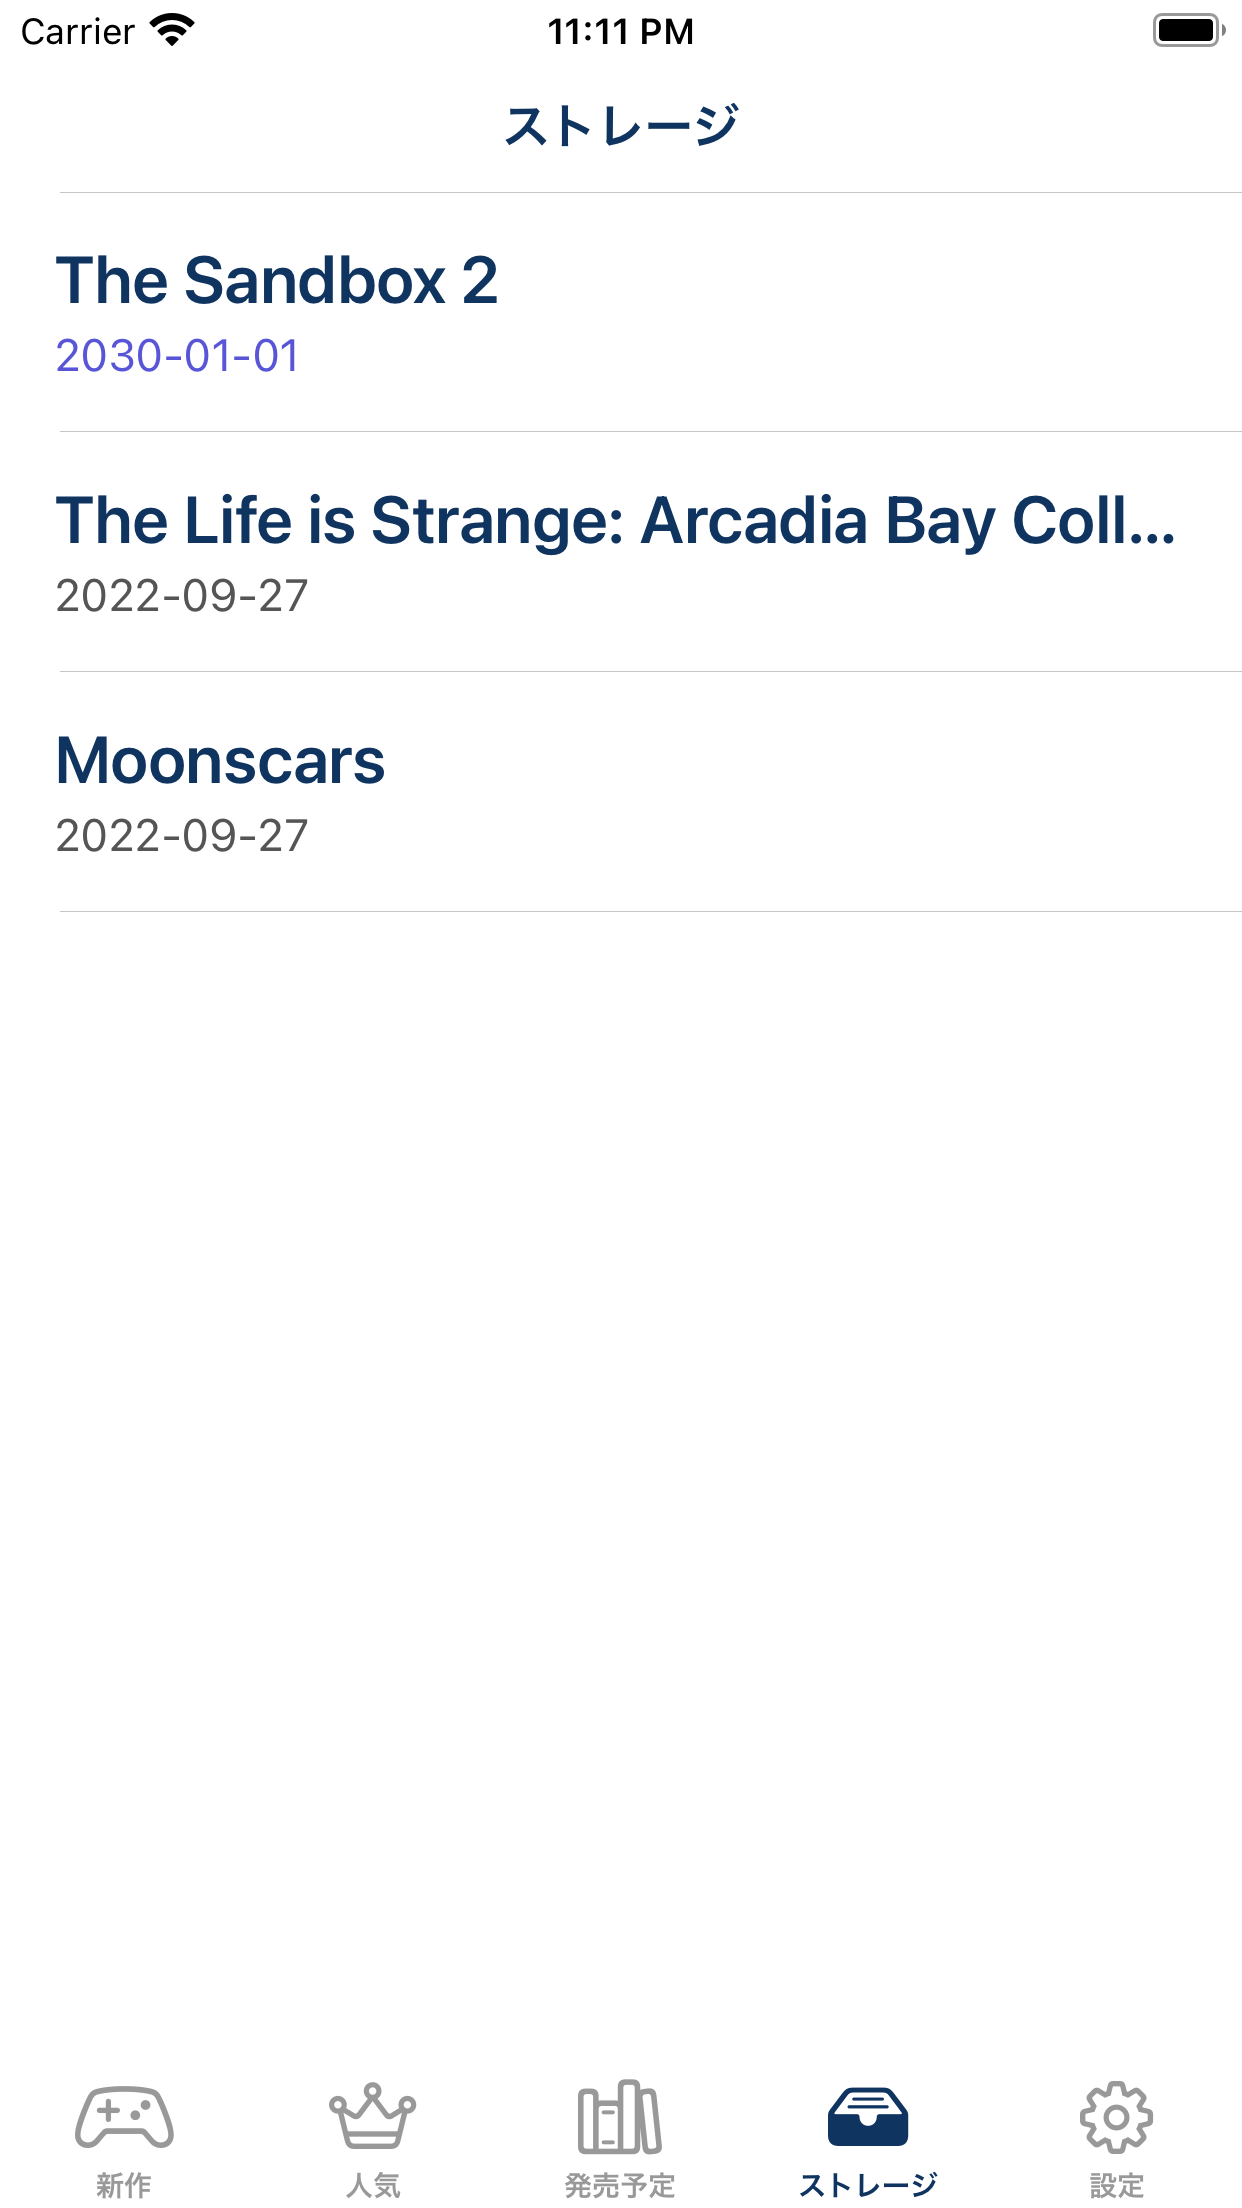 Carrier
11:11 PM
ストレージ
The Sandbox 2
2030-01-01
The Life is Strange: Arcadia Bay Coll...
2022-09-27
Moonscars
2022-09-27
新作
人気
発売予定
ストレージ
設定